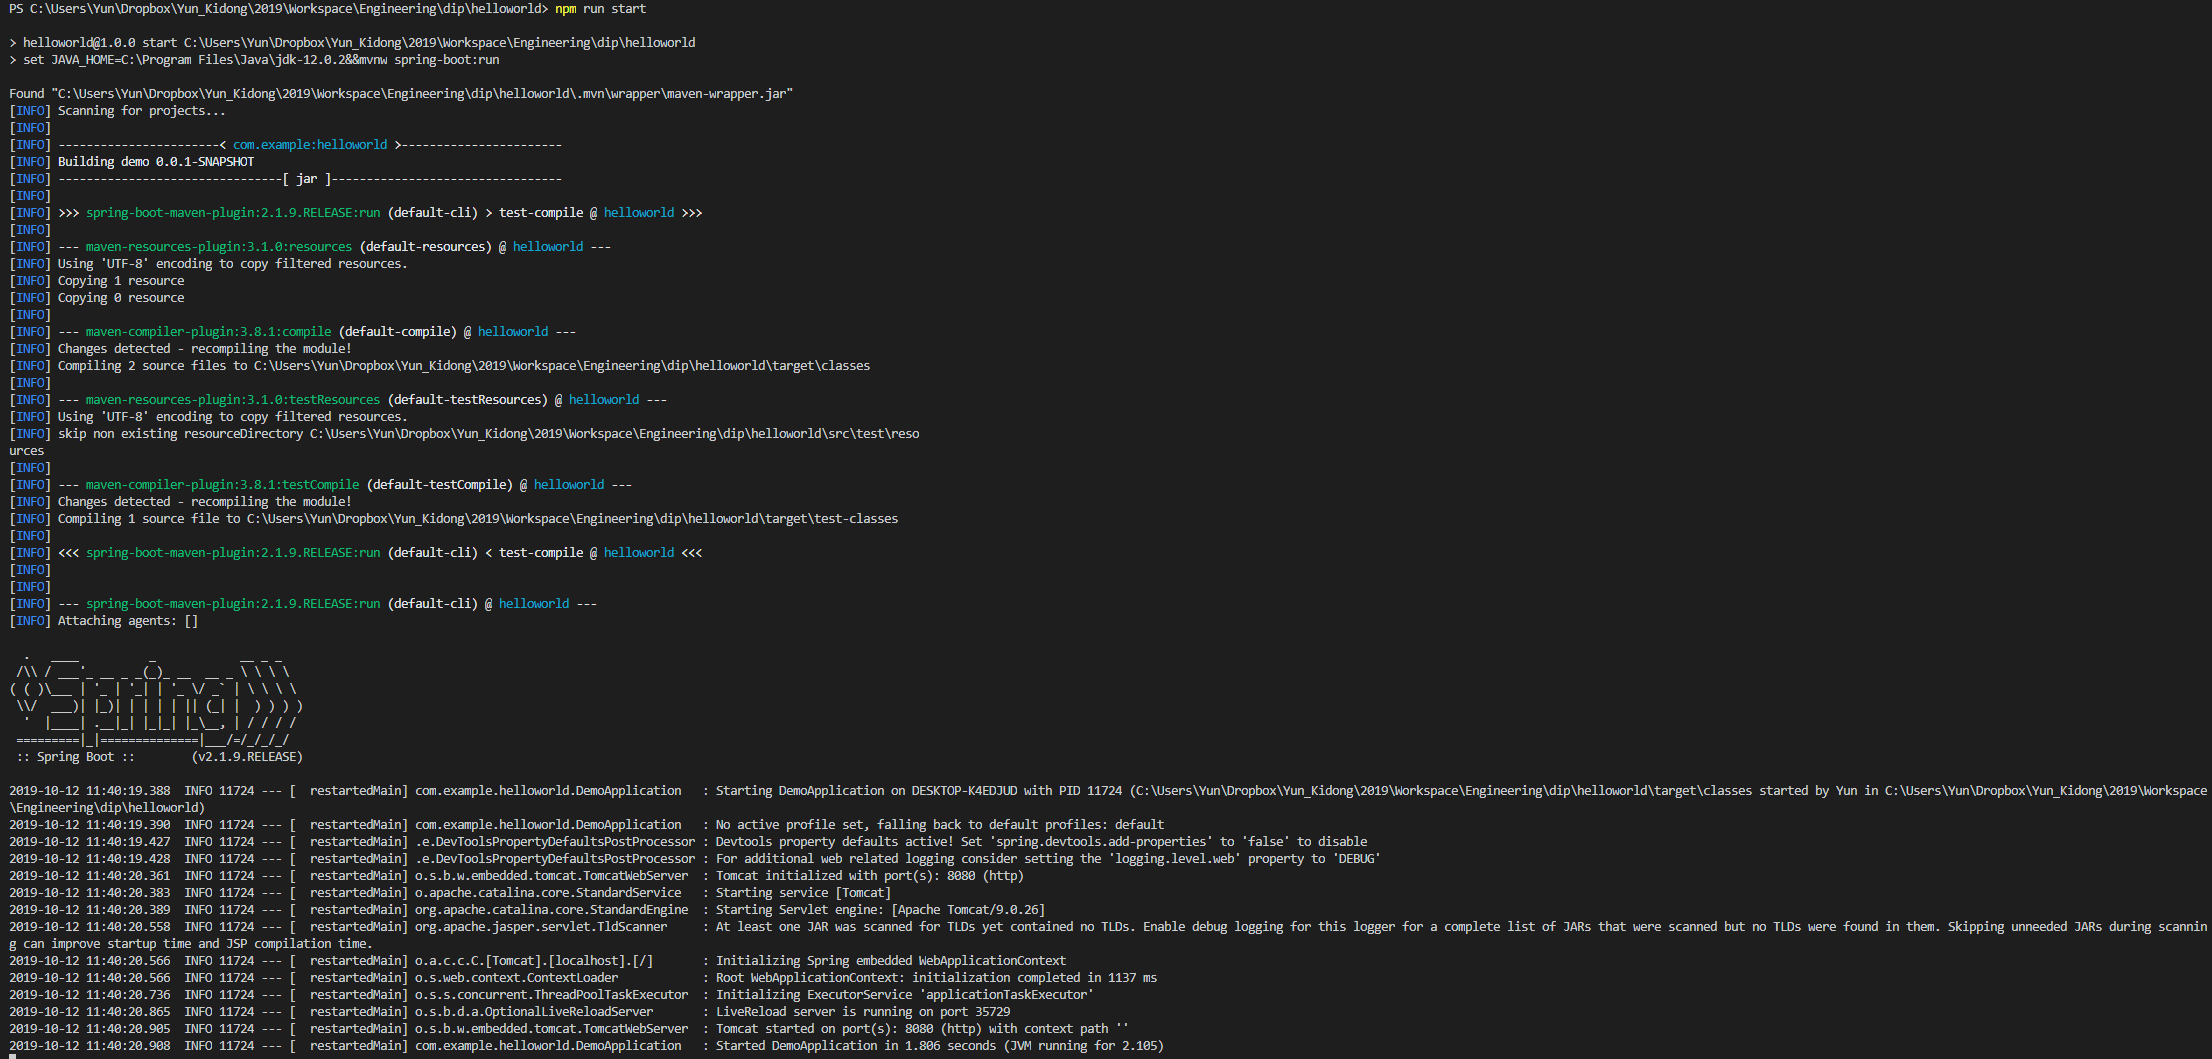 PS C:\Users\Yun\Dropbox\Yun_Kidong\2019\Workspace\Engineering\dip\helloworld> npm run start

> helloworld@1.0.0 start C:\Users\Yun\Dropbox\Yun_Kidong\2019\Workspace\Engineering\dip\helloworld
> set JAVA_HOME=C:\Program Files\Java\jdk-12.0.2&&mvnw spring-boot:run

Found "C:\Users\Yun\Dropbox\Yun_Kidong\2019\Workspace\Engineering\dip\helloworld\.mvn\wrapper\maven-wrapper.jar"
[INFO] Scanning for projects...
[INFO]
[INFO] -----------------------< com.example:helloworld >-----------------------
[INFO] Building demo 0.0.1-SNAPSHOT
[INFO] --------------------------------[ jar ]---------------------------------
[INFO]
[INFO] >>> spring-boot-maven-plugin:2.1.9.RELEASE:run (default-cli) > test-compile @ helloworld >>>
[INFO]
[INFO] --- maven-resources-plugin:3.1.0:resources (default-resources) @ helloworld ---
[INFO] Using 'UTF-8' encoding to copy filtered resources.
[INFO] Copying 1 resource
[INFO] Copying 0 resource
[INFO]
[INFO] --- maven-compiler-plugin:3.8.1:compile (default-compile) @ helloworld ---
[INFO] Changes detected - recompiling the module!
[INFO] Compiling 2 source files to C:\Users\Yun\Dropbox\Yun_Kidong\2019\Workspace\Engineering\dip\helloworld\target\classes
[INFO]
[INFO] --- maven-resources-plugin:3.1.0:testResources (default-testResources) @ helloworld ---
[INFO] Using 'UTF-8' encoding to copy filtered resources.
[INFO] skip non existing resourceDirectory C:\Users\Yun\Dropbox\Yun_Kidong\2019\Workspace\Engineering\dip\helloworld\src\test\reso
urces
[INFO]
[INFO] --- maven-compiler-plugin:3.8.1:testCompile (default-testCompile) @ helloworld ---
[INFO] Changes detected - recompiling the module!
[INFO] Compiling 1 source file to C:\Users\Yun\Dropbox\Yun_Kidong\2019\Workspace\Engineering\dip\helloworld\target\test-classes
[INFO]
[INFO] <<< spring-boot-maven-plugin:2.1.9.RELEASE:run (default-cli) < test-compile @ helloworld <<<
[INFO]
[INFO]
[INFO] --- spring-boot-maven-plugin:2.1.9.RELEASE:run (default-cli) @ helloworld ---
[INFO] Attaching agents: []

  .   ____          _            __ _ _
 /\\ / ___'_ __ _ _(_)_ __  __ _ \ \ \ \
( ( )\___ | '_ | '_| | '_ \/ _` | \ \ \ \
 \\/  ___)| |_)| | | | | || (_| |  ) ) ) )
  '  |____| .__|_| |_|_| |_\__, | / / / /
 =========|_|==============|___/=/_/_/_/
 :: Spring Boot ::        (v2.1.9.RELEASE)

2019-10-12 11:40:19.388  INFO 11724 --- [  restartedMain] com.example.helloworld.DemoApplication   : Starting DemoApplication on DESKTOP-K4EDJUD with PID 11724 (C:\Users\Yun\Dropbox\Yun_Kidong\2019\Workspace\Engineering\dip\helloworld\target\classes started by Yun in C:\Users\Yun\Dropbox\Yun_Kidong\2019\Workspace
\Engineering\dip\helloworld)
2019-10-12 11:40:19.390  INFO 11724 --- [  restartedMain] com.example.helloworld.DemoApplication   : No active profile set, falling back to default profiles: default
2019-10-12 11:40:19.427  INFO 11724 --- [  restartedMain] .e.DevToolsPropertyDefaultsPostProcessor : Devtools property defaults active! Set 'spring.devtools.add-properties' to 'false' to disable
2019-10-12 11:40:19.428  INFO 11724 --- [  restartedMain] .e.DevToolsPropertyDefaultsPostProcessor : For additional web related logging consider setting the 'logging.level.web' property to 'DEBUG'
2019-10-12 11:40:20.361  INFO 11724 --- [  restartedMain] o.s.b.w.embedded.tomcat.TomcatWebServer  : Tomcat initialized with port(s): 8080 (http)
2019-10-12 11:40:20.383  INFO 11724 --- [  restartedMain] o.apache.catalina.core.StandardService   : Starting service [Tomcat]
2019-10-12 11:40:20.389  INFO 11724 --- [  restartedMain] org.apache.catalina.core.StandardEngine  : Starting Servlet engine: [Apache Tomcat/9.0.26]
2019-10-12 11:40:20.558  INFO 11724 --- [  restartedMain] org.apache.jasper.servlet.TldScanner     : At least one JAR was scanned for TLDs yet contained no TLDs. Enable debug logging for this logger for a complete list of JARs that were scanned but no TLDs were found in them. Skipping unneeded JARs during scannin
g can improve startup time and JSP compilation time.
2019-10-12 11:40:20.566  INFO 11724 --- [  restartedMain] o.a.c.c.C.[Tomcat].[localhost].[/]       : Initializing Spring embedded WebApplicationContext
2019-10-12 11:40:20.566  INFO 11724 --- [  restartedMain] o.s.web.context.ContextLoader            : Root WebApplicationContext: initialization completed in 1137 ms
2019-10-12 11:40:20.736  INFO 11724 --- [  restartedMain] o.s.s.concurrent.ThreadPoolTaskExecutor  : Initializing ExecutorService 'applicationTaskExecutor'
2019-10-12 11:40:20.865  INFO 11724 --- [  restartedMain] o.s.b.d.a.OptionalLiveReloadServer       : LiveReload server is running on port 35729
2019-10-12 11:40:20.905  INFO 11724 --- [  restartedMain] o.s.b.w.embedded.tomcat.TomcatWebServer  : Tomcat started on port(s): 8080 (http) with context path ''
2019-10-12 11:40:20.908  INFO 11724 --- [  restartedMain] com.example.helloworld.DemoApplication   : Started DemoApplication in 1.806 seconds (JVM running for 2.105)